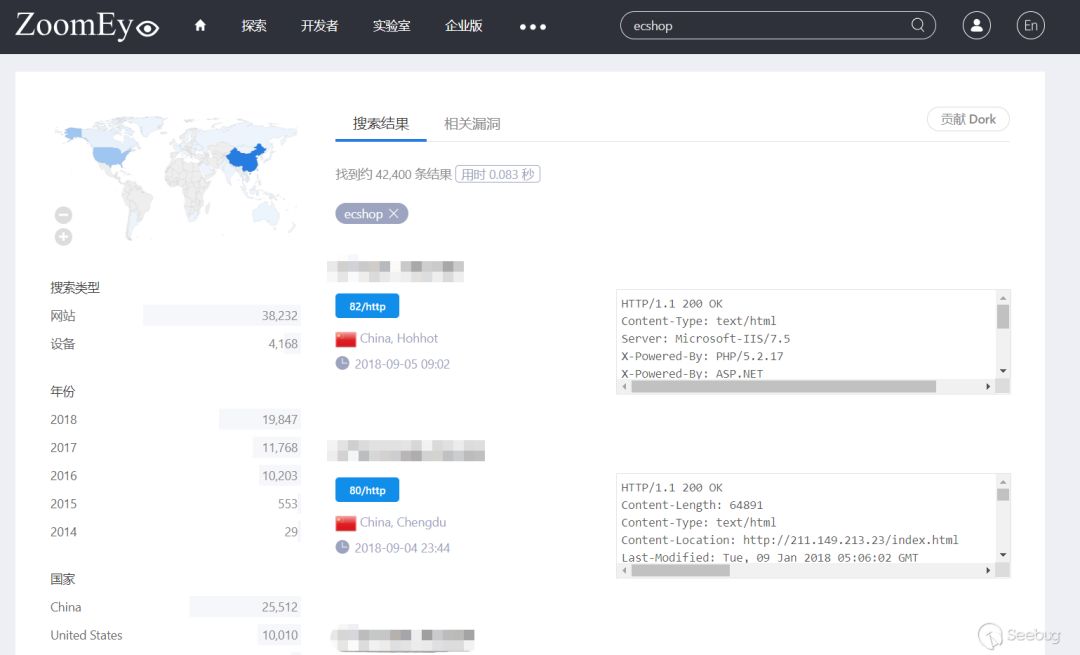 ZoomEye
探索
开发者
实验室
企业版
ecshop
En
搜索结果
相关漏洞
贡献 Dork
找到约 42,400 条结果 用时 0.083 秒
ecshop
搜索类型
网站 38,232
设备 4,168
年份
2018 19,847
2017 11,768
2016 10,203
2015 553
2014 29
国家
China 25,512
United States 10,010
82/http
China, Hohhot
2018-09-05 09:02
HTTP/1.1 200 OK
Content-Type: text/html
Server: Microsoft-IIS/7.5
X-Powered-By: PHP/5.2.17
X-Powered-By: ASP.NET
80/http
China, Chengdu
2018-09-04 23:44
HTTP/1.1 200 OK
Content-Length: 64891
Content-Type: text/html
Content-Location: http://211.149.213.23/index.html
Last-Modified: Tue, 09 Jan 2018 05:06:02 GMT
Seebug